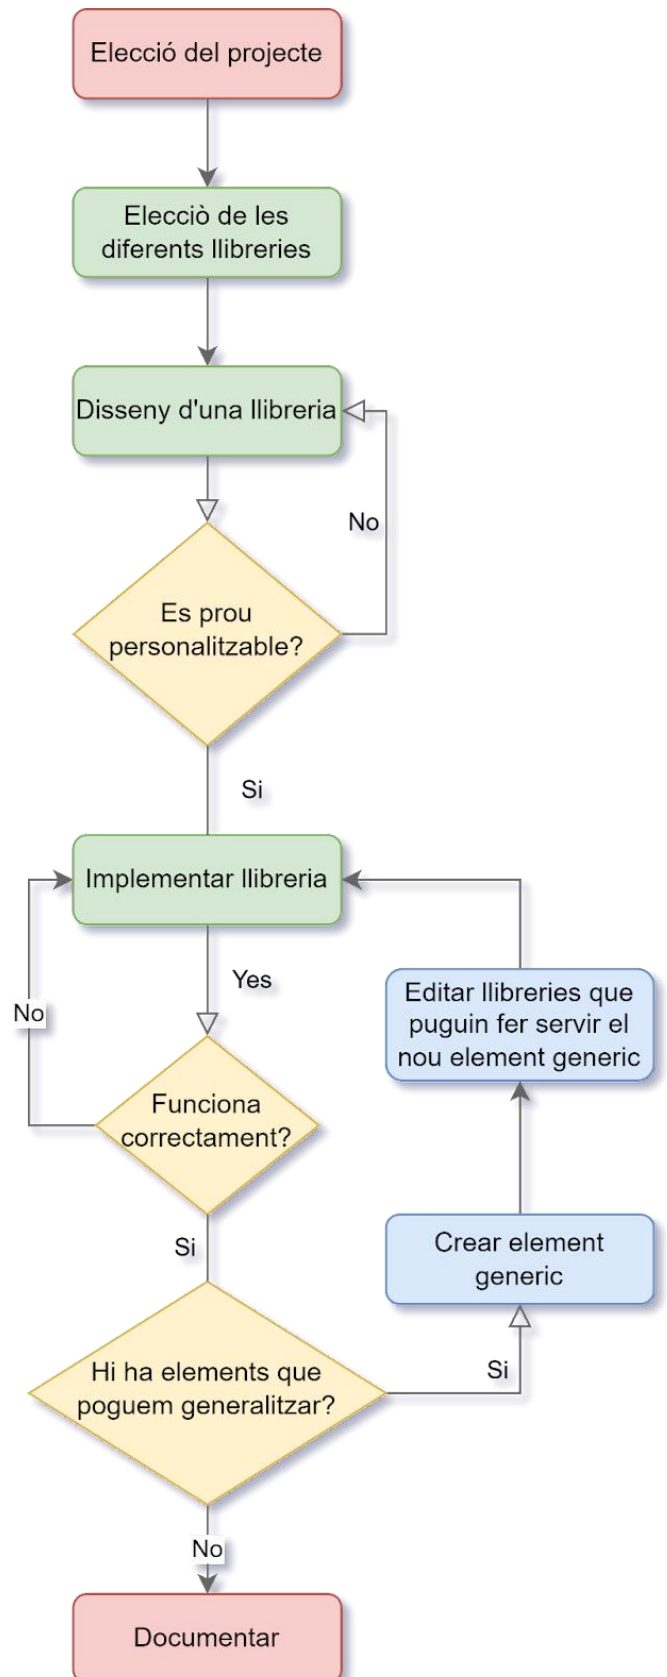 Elecció del projecte
Elecciò de les
diferents llibreries
Disseny d'una llibreria
No
Es prou
personalitzable?
Si
Implementar llibreria
Yes
No
Editar llibreries que
puguin fer servir el
nou element generic
Funciona
correctament?
Si
Crear element
generic
Hi ha elements que
poguem generalitzar?
Si
No
Documentar